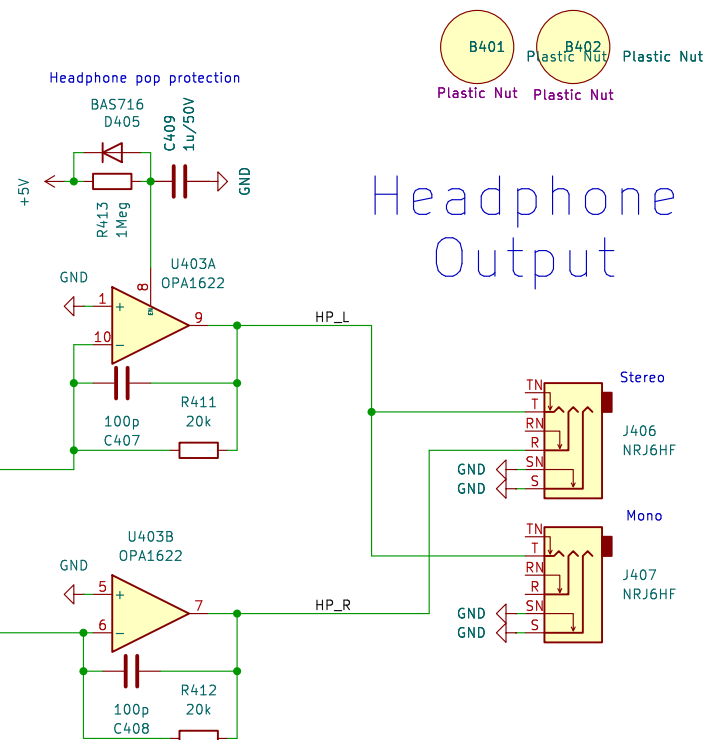 B401
B402
Plastic Nut
Plastic Nut
Plastic Nut
Plastic Nut
Headphone pop protection
BAS716
D405
C409
1u/50V
+5V
GND
R413
1Meg
Headphone
Output
U403A
OPA1622
GND
8
1
+
EN
9
HP_L
10
−
100p
C407
R411
20k
Stereo
TN
T
RN
R
SN
S
GND
GND
J406
NRJ6HF
Mono
TN
T
RN
R
SN
S
GND
GND
J407
NRJ6HF
U403B
OPA1622
GND
5
+
7
HP_R
6
−
100p
C408
R412
20k